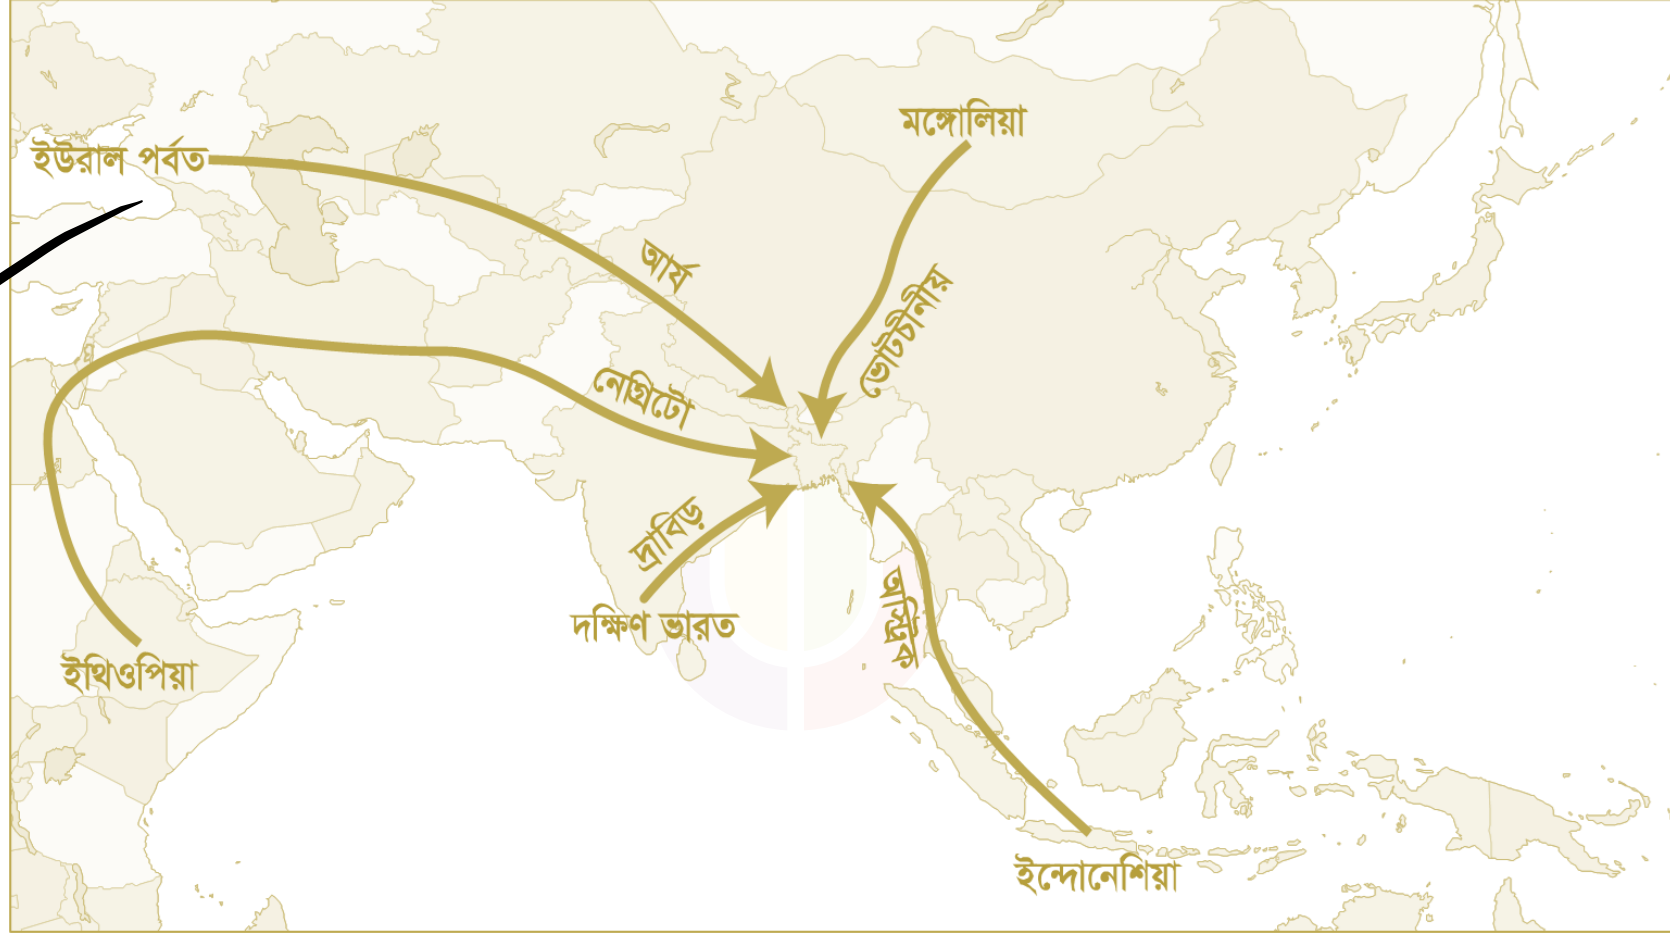 মঙ্গোলিয়া
ইউরাল পর্বত
আর্য
ভোটচীনীয়
নেগ্রিটো
দ্রাবিড়
অস্ট্রিক
দক্ষিণ ভারত
ইথিওপিয়া
ইন্দোনেশিয়া